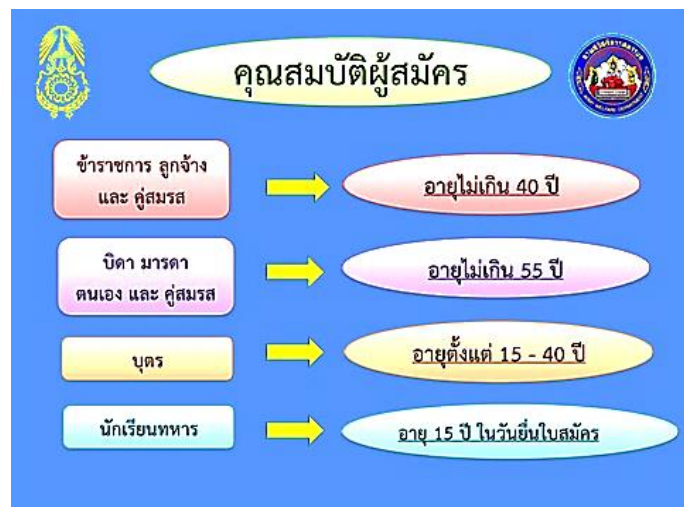 คุณสมบัติผู้สมัคร
ข้าราชการ ลูกจ้าง
และ คู่สมรส
อายุไม่เกิน 40 ปี
บิดา มารดา
ตนเอง และ คู่สมรส
อายุไม่เกิน 55 ปี
บุตร
อายุตั้งแต่ 15 - 40 ปี
นักเรียนทหาร
อายุ 15 ปี ในวันยื่นใบสมัคร